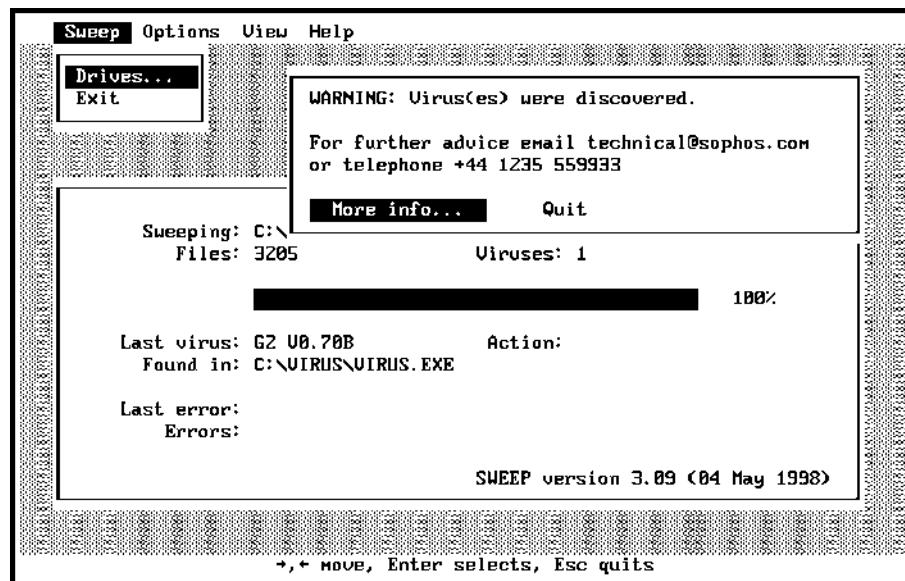 Sweep Options View Help
Drives...
Exit
WARNING: Virus(es) were discovered.
For further advice email technical@sophos.com
or telephone +44 1235 559933
More info... Quit
Sweeping: C:\
Files: 3205 Viruses: 1
100%
Last virus: G2 V0.70B Action:
Found in: C:\VIRUS\VIRUS.EXE
Last error:
Errors:
SWEEP version 3.09 (04 May 1998)
→,← move, Enter selects, Esc quits